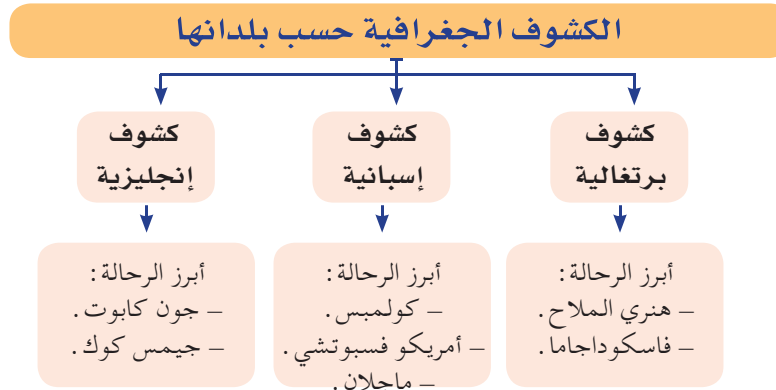 الكشوف الجغرافية حسب بلدانها
كشوف
برتغالية
أبرز الرحالة:
– هنري الملاح.
– فاسكوداجاما.
كشوف
إسبانية
أبرز الرحالة:
– كولمبس.
– أمريكو فسبوتشي.
– ماجلان.
كشوف
إنجليزية
أبرز الرحالة:
– جون كابوت.
– جيمس كوك.